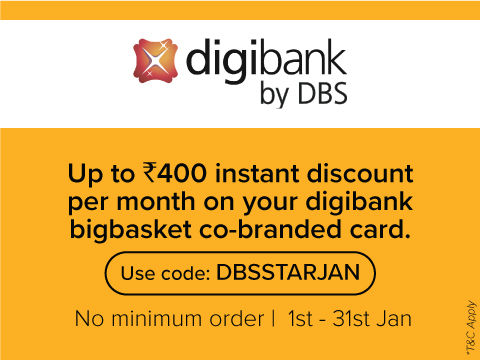 digibank
by DBS
Up to ₹400 instant discount
per month on your digibank
bigbasket co-branded card.
Use code: DBSSTARJAN
No minimum order | 1st - 31st Jan
*T&C Apply